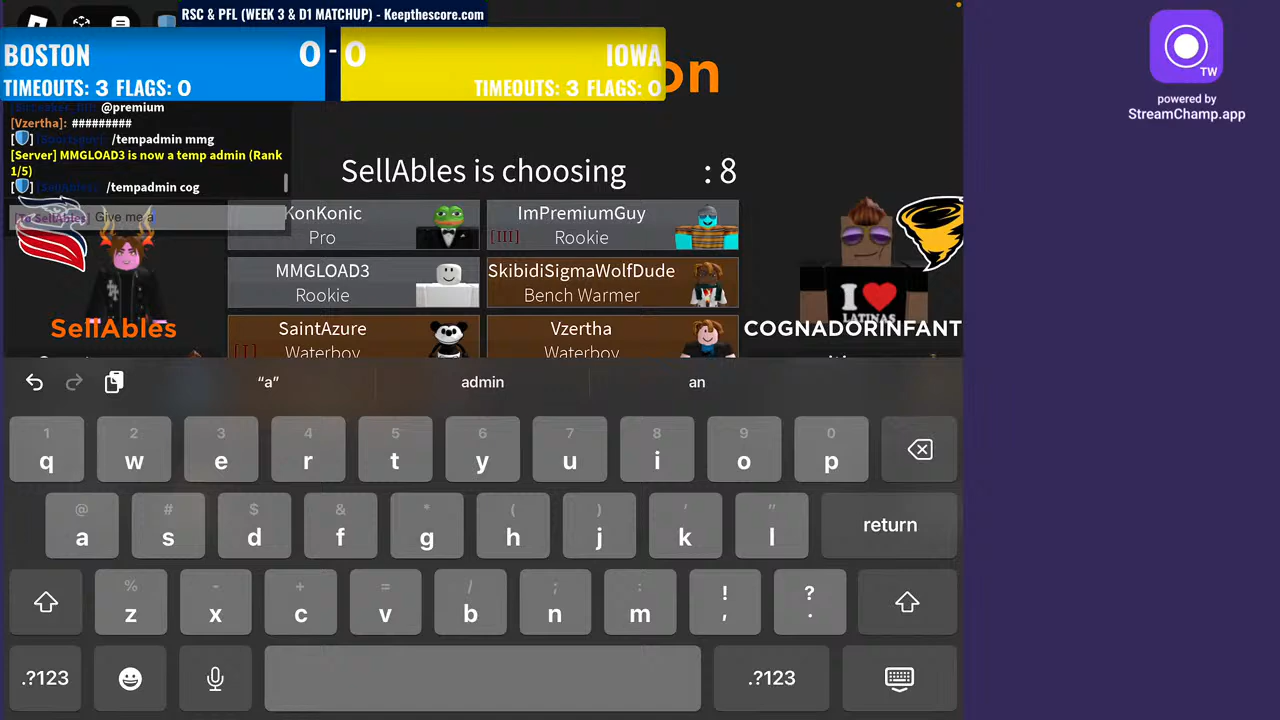 RSC & PFL (WEEK 3 & D1 MATCHUP) - Keepthescore.com
BOSTON 0 - 0 IOWA
TIMEOUTS: 3 FLAGS: 0
TIMEOUTS: 3 FLAGS: 0
on
@premium
[Vzertha]: #########
/tempadmin mmg
[Server] MMGLOAD3 is now a temp admin (Rank
1/5)
[SellAbles]: /tempadmin cog
[To SellAbles] Give me a
SellAbles is choosing : 8
KonKonic
Pro
ImPremiumGuy
[III] Rookie
MMGLOAD3
Rookie
SkibidiSigmaWolfDude
Bench Warmer
SaintAzure
[I] Waterboy
Vzertha
Waterboy
SellAbles
I
LATINAS
COGNADORINFANT
TW
powered by
StreamChamp.app
“a” admin an
1 2 3 4 5 6 7 8 9 0
q w e r t y u i o p
@ # $ & * ( ) ' "
a s d f g h j k l return
% - + = / ; : ! ?
z x c v b n m , .
.?123 .?123